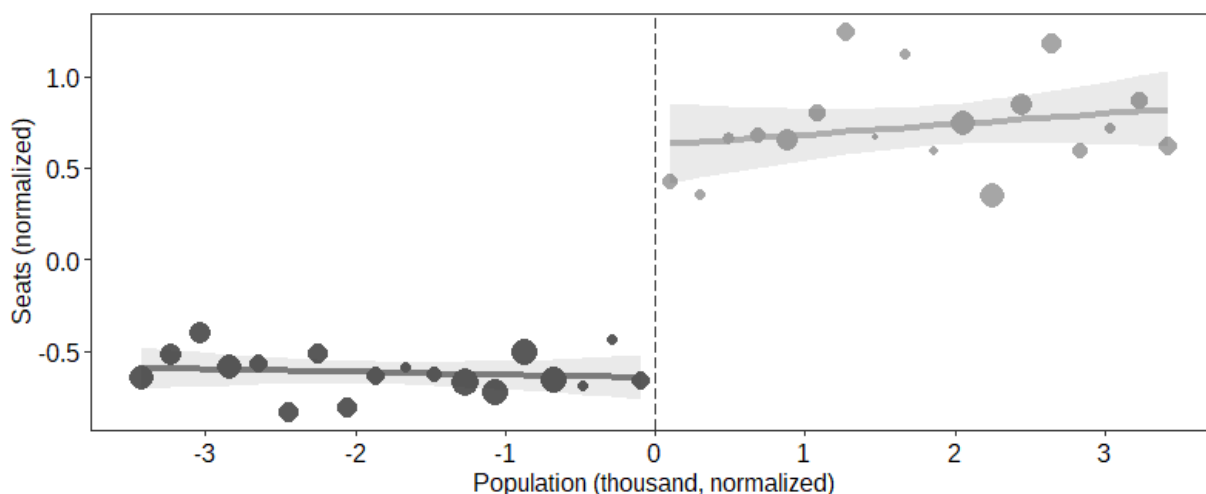 Seats (normalized)
1.0
0.5
0.0
-0.5
-3 -2 -1 0 1 2 3
Population (thousand, normalized)